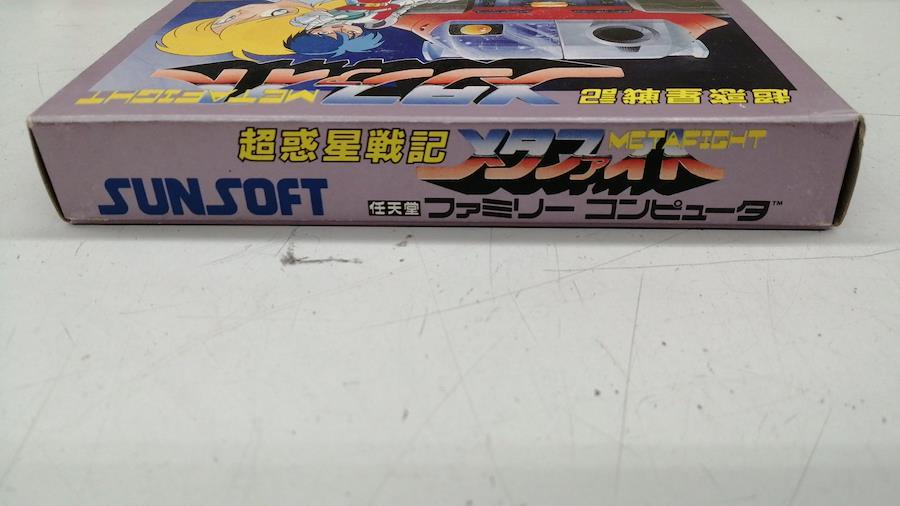 メタファイト
超惑星戦記
METAFIGHT
超惑星戦記
メタファイト
METAFIGHT
SUNSOFT
任天堂 ファミリー コンピュータ™